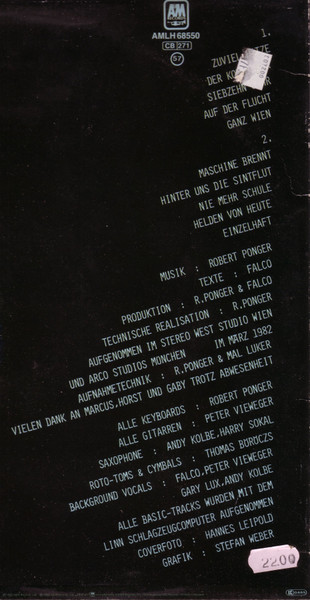 A&M
AMLH 68550
CB 271
57
1.
ZUVIEL
DER
SIEBZEHN
AUF DER FLUCHT
GANZ WIEN
2.
MASCHINE BRENNT
HINTER UNS DIE SINTFLUT
NIE MEHR SCHULE
HELDEN VON HEUTE
EINZELHAFT
MUSIK : ROBERT PONGER
TEXTE : FALCO
PRODUKTION : R.PONGER & FALCO
TECHNISCHE REALISATION : R.PONGER
AUFGENOMMEN IM STEREO WEST STUDIO WIEN
UND ARCO STUDIOS MÜNCHEN IM MÄRZ 1982
AUFNAHMETECHNIK : R.PONGER & MAL LUKER
VIELEN DANK AN MARCUS,HORST UND GABY TROTZ ABWESENHEIT
ALLE KEYBOARDS : ROBERT PONGER
ALLE GITARREN : PETER VIEWEGER
SAXOPHONE : ANDY KOLBE,HARRY SOKAL
ROTO-TOMS & CYMBALS : THOMAS BOROCZS
BACKGROUND VOCALS : FALCO,PETER VIEWEGER
GARY LUX,ANDY KOLBE
ALLE BASIC-TRACKS WURDEN MIT DEM
LINN SCHLAGZEUGCOMPUTER AUFGENOMMEN
COVERFOTO : HANNES LEIPOLD
GRAFIK : STEFAN WEBER
2200